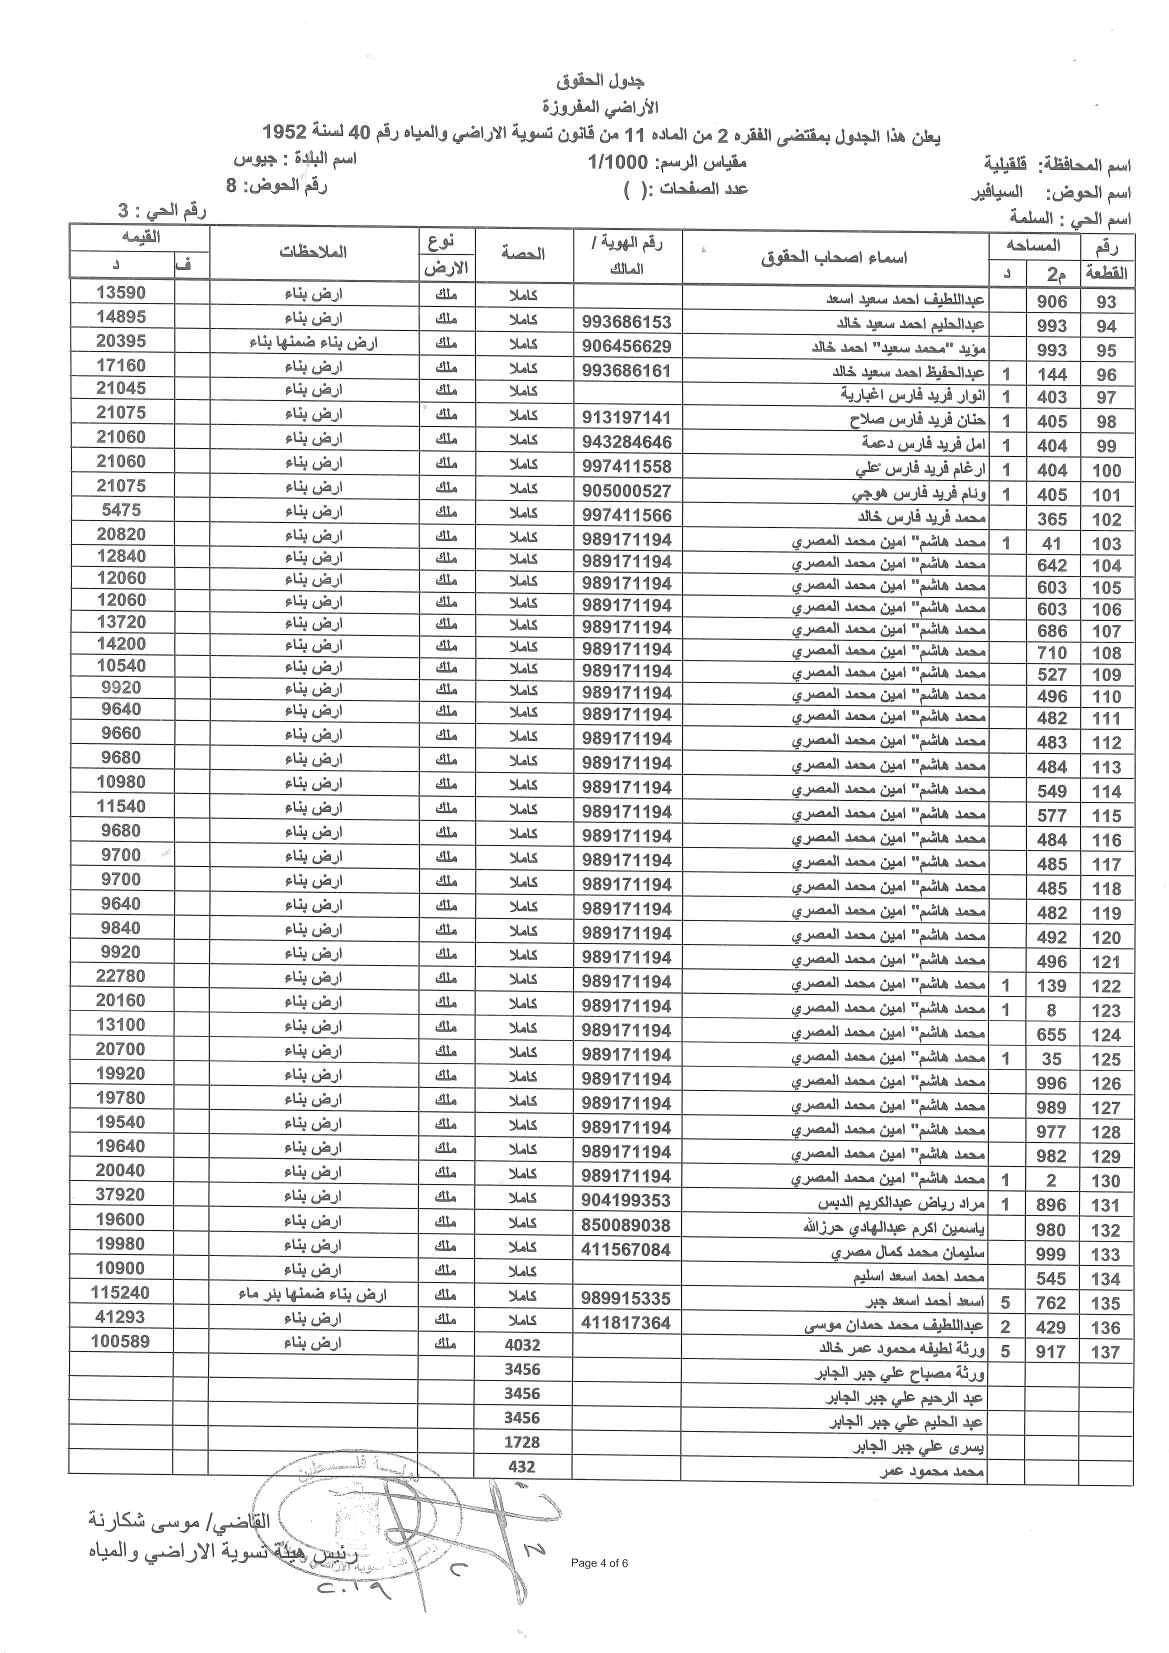 جدول الحقوق
الأراضي المفروزة
يعلن هذا الجدول بمقتضى الفقره 2 من الماده 11 من قانون تسوية الاراضي والمياه رقم 40 لسنة 1952
اسم المحافظة: قلقيلية مقياس الرسم: 1/1000 اسم البلدة : جيوس
اسم الحوض: السيافير عدد الصفحات :( ) رقم الحوض: 8
اسم الحي : السلمة رقم الحي : 3
رقم القطعة المساحه م2 د اسماء اصحاب الحقوق رقم الهوية / المالك الحصة نوع الارض الملاحظات القيمه ف د
93 906 عبداللطيف احمد سعيد اسعد كاملا ملك ارض بناء 13590
94 993 عبدالحليم احمد سعيد خالد 993686153 كاملا ملك ارض بناء 14895
95 993 مؤيد "محمد سعيد" احمد خالد 906456629 كاملا ملك ارض بناء ضمنها بناء 20395
96 144 1 عبدالحفيظ احمد سعيد خالد 993686161 كاملا ملك ارض بناء 17160
97 403 1 انوار فريد فارس اغبارية كاملا ملك ارض بناء 21045
98 405 1 حنان فريد فارس صلاح 913197141 كاملا ملك ارض بناء 21075
99 404 1 امل فريد فارس دعمة 943284646 كاملا ملك ارض بناء 21060
100 404 1 ارغام فريد فارس علي 997411558 كاملا ملك ارض بناء 21060
101 405 1 ونام فريد فارس هوجي 905000527 كاملا ملك ارض بناء 21075
102 365 محمد فريد فارس خالد 997411566 كاملا ملك ارض بناء 5475
103 41 1 محمد هاشم" امين محمد المصري 989171194 كاملا ملك ارض بناء 20820
104 642 محمد هاشم" امين محمد المصري 989171194 كاملا ملك ارض بناء 12840
105 603 محمد هاشم" امين محمد المصري 989171194 كاملا ملك ارض بناء 12060
106 603 محمد هاشم" امين محمد المصري 989171194 كاملا ملك ارض بناء 12060
107 686 محمد هاشم" امين محمد المصري 989171194 كاملا ملك ارض بناء 13720
108 710 محمد هاشم" امين محمد المصري 989171194 كاملا ملك ارض بناء 14200
109 527 محمد هاشم" امين محمد المصري 989171194 كاملا ملك ارض بناء 10540
110 496 محمد هاشم" امين محمد المصري 989171194 كاملا ملك ارض بناء 9920
111 482 محمد هاشم" امين محمد المصري 989171194 كاملا ملك ارض بناء 9640
112 483 محمد هاشم" امين محمد المصري 989171194 كاملا ملك ارض بناء 9660
113 484 محمد هاشم" امين محمد المصري 989171194 كاملا ملك ارض بناء 9680
114 549 محمد هاشم" امين محمد المصري 989171194 كاملا ملك ارض بناء 10980
115 577 محمد هاشم" امين محمد المصري 989171194 كاملا ملك ارض بناء 11540
116 484 محمد هاشم" امين محمد المصري 989171194 كاملا ملك ارض بناء 9680
117 485 محمد هاشم" امين محمد المصري 989171194 كاملا ملك ارض بناء 9700
118 485 محمد هاشم" امين محمد المصري 989171194 كاملا ملك ارض بناء 9700
119 482 محمد هاشم" امين محمد المصري 989171194 كاملا ملك ارض بناء 9640
120 492 محمد هاشم" امين محمد المصري 989171194 كاملا ملك ارض بناء 9840
121 496 محمد هاشم" امين محمد المصري 989171194 كاملا ملك ارض بناء 9920
122 139 1 محمد هاشم" امين محمد المصري 989171194 كاملا ملك ارض بناء 22780
123 8 1 محمد هاشم" امين محمد المصري 989171194 كاملا ملك ارض بناء 20160
124 655 محمد هاشم" امين محمد المصري 989171194 كاملا ملك ارض بناء 13100
125 35 1 محمد هاشم" امين محمد المصري 989171194 كاملا ملك ارض بناء 20700
126 996 محمد هاشم" امين محمد المصري 989171194 كاملا ملك ارض بناء 19920
127 989 محمد هاشم" امين محمد المصري 989171194 كاملا ملك ارض بناء 19780
128 977 محمد هاشم" امين محمد المصري 989171194 كاملا ملك ارض بناء 19540
129 982 محمد هاشم" امين محمد المصري 989171194 كاملا ملك ارض بناء 19640
130 2 1 محمد هاشم" امين محمد المصري 989171194 كاملا ملك ارض بناء 20040
131 896 1 مراد رياض عبدالكريم الدبس 904199353 كاملا ملك ارض بناء 37920
132 980 ياسمين اكرم عبدالهادي حرزالله 850089038 كاملا ملك ارض بناء 19600
133 999 سليمان محمد كمال مصري 411567084 كاملا ملك ارض بناء 19980
134 545 محمد احمد اسعد اسليم كاملا ملك ارض بناء 10900
135 762 5 اسعد أحمد اسعد جبر 989915335 كاملا ملك ارض بناء ضمنها بئر ماء 115240
136 429 2 عبداللطيف محمد حمدان موسى 411817364 كاملا ملك ارض بناء 41293
137 917 5 ورثة لطيفه محمود عمر خالد 4032 ملك ارض بناء 100589
ورثة مصباح علي جبر الجابر 3456
عبد الرحيم علي جبر الجابر 3456
عبد الحليم علي جبر الجابر 3456
يسرى علي جبر الجابر 1728
محمد محمود عمر 432
القاضي/ موسى شكارنة
رئيس هيئة تسوية الاراضي والمياه
Page 4 of 6
٢٠١٩